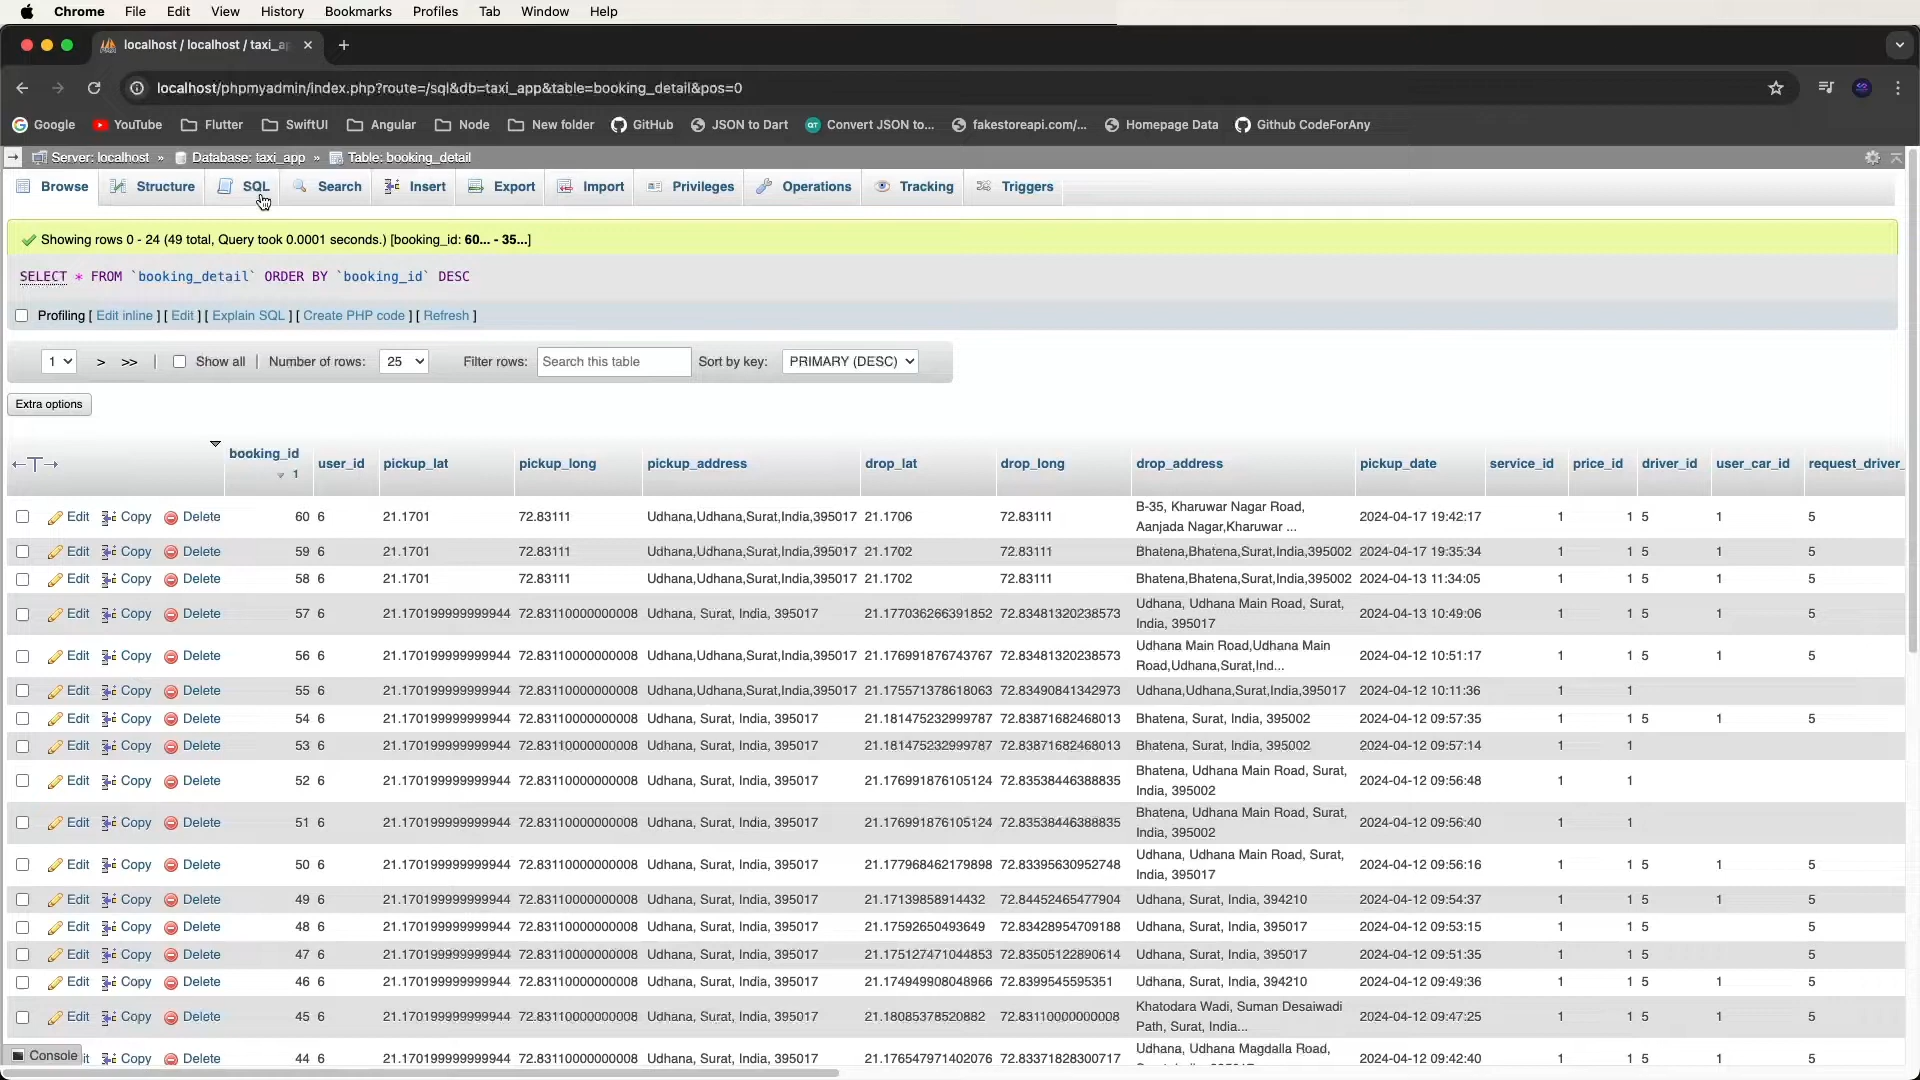 Chrome File Edit View History Bookmarks Profiles Tab Window Help
localhost / localhost / taxi_a
localhost/phpmyadmin/index.php?route=/sql&db=taxi_app&table=booking_detail&pos=0
Google YouTube Flutter SwiftUI Angular Node New folder GitHub JSON to Dart Convert JSON to... fakestoreapi.com/... Homepage Data Github CodeForAny
Server: localhost » Database: taxi_app » Table: booking_detail
Browse Structure SQL Search Insert Export Import Privileges Operations Tracking Triggers
Showing rows 0 - 24 (49 total, Query took 0.0001 seconds.) [booking_id: 60... - 35...]
SELECT * FROM `booking_detail` ORDER BY `booking_id` DESC
Profiling [ Edit inline ] [ Edit ] [ Explain SQL ] [ Create PHP code ] [ Refresh ]
1 > >> | Show all | Number of rows: 25 Filter rows: Search this table Sort by key: PRIMARY (DESC)
Extra options
←T→ booking_id 1 user_id pickup_lat pickup_long pickup_address drop_lat drop_long drop_address pickup_date service_id price_id driver_id user_car_id request_driver_
Edit Copy Delete 60 6 21.1701 72.83111 Udhana,Udhana,Surat,India,395017 21.1706 72.83111 B-35, Kharuwar Nagar Road, Aanjada Nagar,Kharuwar ... 2024-04-17 19:42:17 1 1 5 1 5
Edit Copy Delete 59 6 21.1701 72.83111 Udhana,Udhana,Surat,India,395017 21.1702 72.83111 Bhatena,Bhatena,Surat,India,395002 2024-04-17 19:35:34 1 1 5 1 5
Edit Copy Delete 58 6 21.1701 72.83111 Udhana,Udhana,Surat,India,395017 21.1702 72.83111 Bhatena,Bhatena,Surat,India,395002 2024-04-13 11:34:05 1 1 5 1 5
Edit Copy Delete 57 6 21.170199999999944 72.83110000000008 Udhana, Surat, India, 395017 21.177036266391852 72.83481320238573 Udhana, Udhana Main Road, Surat, India, 395017 2024-04-13 10:49:06 1 1 5 1 5
Edit Copy Delete 56 6 21.170199999999944 72.83110000000008 Udhana,Udhana,Surat,India,395017 21.176991876743767 72.83481320238573 Udhana Main Road,Udhana Main Road,Udhana,Surat,Ind... 2024-04-12 10:51:17 1 1 5 1 5
Edit Copy Delete 55 6 21.170199999999944 72.83110000000008 Udhana,Udhana,Surat,India,395017 21.175571378618063 72.83490841342973 Udhana,Udhana,Surat,India,395017 2024-04-12 10:11:36 1 1
Edit Copy Delete 54 6 21.170199999999944 72.83110000000008 Udhana, Surat, India, 395017 21.181475232999787 72.83871682468013 Bhatena, Surat, India, 395002 2024-04-12 09:57:35 1 1 5 1 5
Edit Copy Delete 53 6 21.170199999999944 72.83110000000008 Udhana, Surat, India, 395017 21.181475232999787 72.83871682468013 Bhatena, Surat, India, 395002 2024-04-12 09:57:14 1 1
Edit Copy Delete 52 6 21.170199999999944 72.83110000000008 Udhana, Surat, India, 395017 21.176991876105124 72.83538446388835 Bhatena, Udhana Main Road, Surat, India, 395002 2024-04-12 09:56:48 1 1
Edit Copy Delete 51 6 21.170199999999944 72.83110000000008 Udhana, Surat, India, 395017 21.176991876105124 72.83538446388835 Bhatena, Udhana Main Road, Surat, India, 395002 2024-04-12 09:56:40 1 1
Edit Copy Delete 50 6 21.170199999999944 72.83110000000008 Udhana, Surat, India, 395017 21.177968462179898 72.83395630952748 Udhana, Udhana Main Road, Surat, India, 395017 2024-04-12 09:56:16 1 1 5 1 5
Edit Copy Delete 49 6 21.170199999999944 72.83110000000008 Udhana, Surat, India, 395017 21.17139858914432 72.84452465477904 Udhana, Surat, India, 394210 2024-04-12 09:54:37 1 1 5 1 5
Edit Copy Delete 48 6 21.170199999999944 72.83110000000008 Udhana, Surat, India, 395017 21.17592650493649 72.83428954709188 Udhana, Surat, India, 395017 2024-04-12 09:53:15 1 1 5 5
Edit Copy Delete 47 6 21.170199999999944 72.83110000000008 Udhana, Surat, India, 395017 21.175127471044853 72.83505122890614 Udhana, Surat, India, 395017 2024-04-12 09:51:35 1 1 5 5
Edit Copy Delete 46 6 21.170199999999944 72.83110000000008 Udhana, Surat, India, 395017 21.174949908048966 72.8399545595351 Udhana, Surat, India, 394210 2024-04-12 09:49:36 1 1 5 1 5
Edit Copy Delete 45 6 21.170199999999944 72.83110000000008 Udhana, Surat, India, 395017 21.18085378520882 72.83110000000008 Khatodara Wadi, Suman Desaiwadi Path, Surat, India... 2024-04-12 09:47:25 1 1 5 1 5
Console it Copy Delete 44 6 21.170199999999944 72.83110000000008 Udhana, Surat, India, 395017 21.176547971402076 72.83371828300717 Udhana, Udhana Magdalla Road, 2024-04-12 09:42:40 1 1 5 1 5